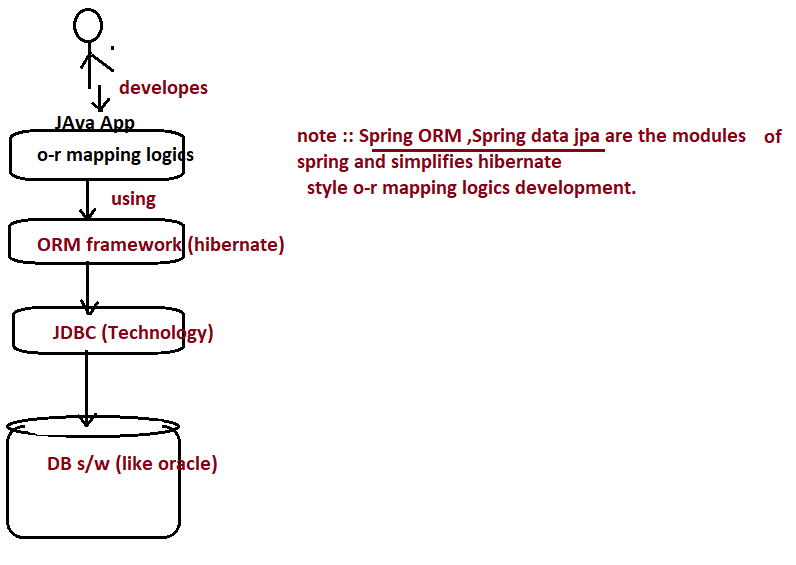 developes
JAva App
o-r mapping logics
using
ORM framework (hibernate)
JDBC (Technology)
DB s/w (like oracle)
note :: Spring ORM ,Spring data jpa are the modules of
spring and simplifies hibernate
style o-r mapping logics development.